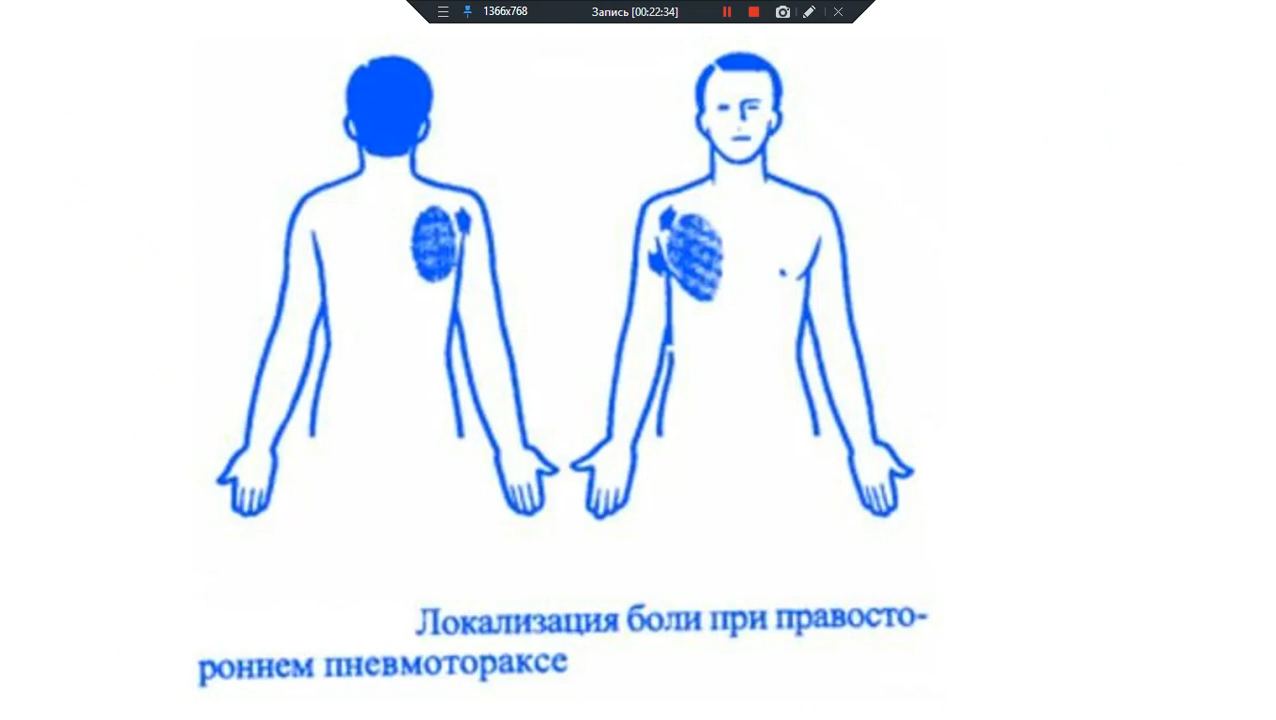 1366x768 Запись [00:22:34]
Локализация боли при правосто-
роннем пневмотораксе